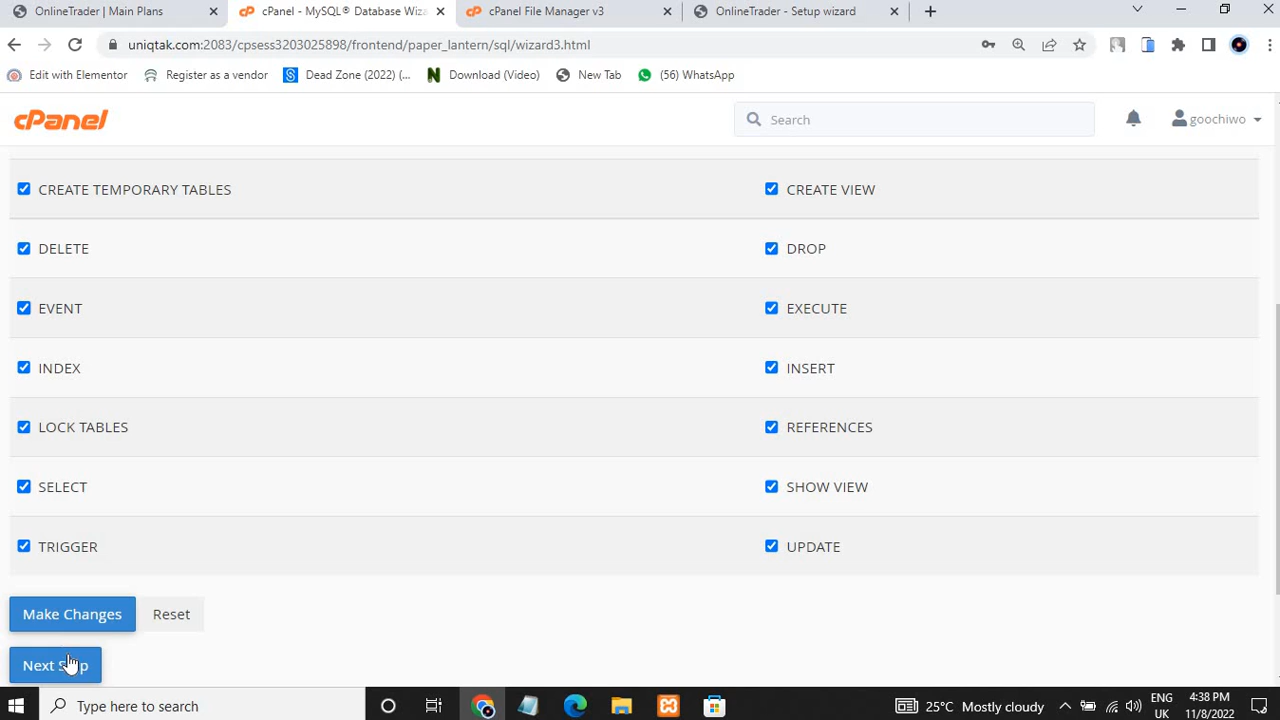 OnlineTrader | Main Plans
cPanel - MySQL® Database Wiza
cPanel File Manager v3
OnlineTrader - Setup wizard
uniqtak.com:2083/cpsess3203025898/frontend/paper_lantern/sql/wizard3.html
Edit with Elementor
Register as a vendor
Dead Zone (2022) (...
Download (Video)
New Tab
(56) WhatsApp
cPanel
Search
goochiwo
CREATE TEMPORARY TABLES
CREATE VIEW
DELETE
DROP
EVENT
EXECUTE
INDEX
INSERT
LOCK TABLES
REFERENCES
SELECT
SHOW VIEW
TRIGGER
UPDATE
Make Changes
Reset
Next Step
Type here to search
25°C Mostly cloudy
ENG
UK
4:38 PM
11/8/2022